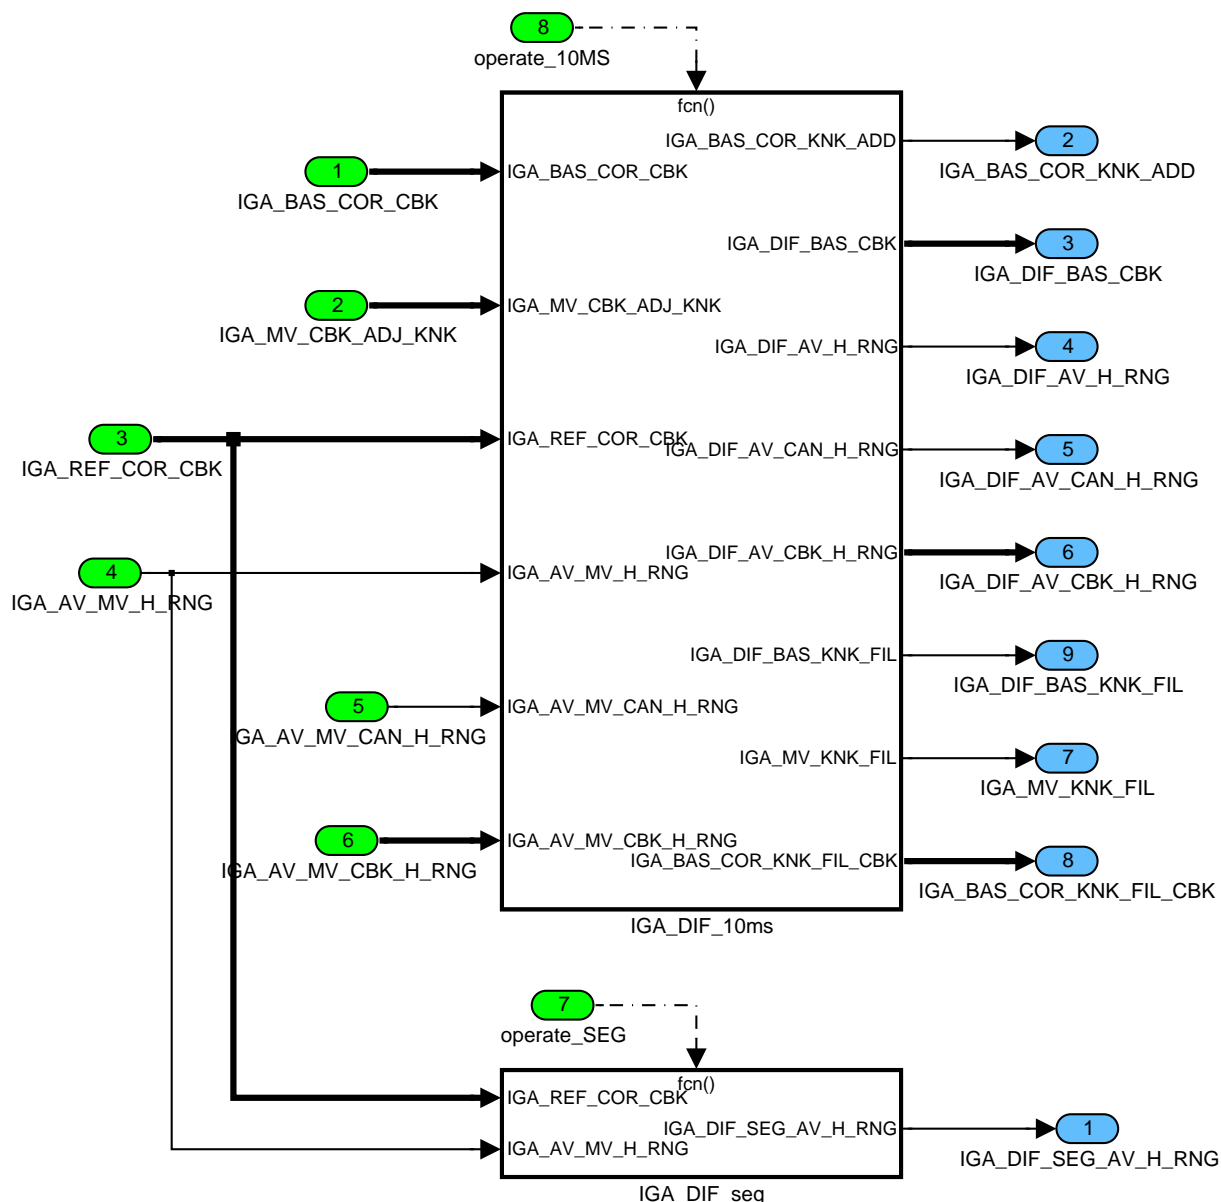 8
operate_10MS
fcn()
IGA_BAS_COR_KNK_ADD
2
IGA_BAS_COR_KNK_ADD
1
IGA_BAS_COR_CBK
IGA_BAS_COR_CBK
IGA_DIF_BAS_CBK
3
IGA_DIF_BAS_CBK
2
IGA_MV_CBK_ADJ_KNK
IGA_MV_CBK_ADJ_KNK
IGA_DIF_AV_H_RNG
4
IGA_DIF_AV_H_RNG
3
IGA_REF_COR_CBK
IGA_REF_COR_CBK
IGA_DIF_AV_CAN_H_RNG
5
IGA_DIF_AV_CAN_H_RNG
4
IGA_AV_MV_H_RNG
IGA_AV_MV_H_RNG
IGA_DIF_AV_CBK_H_RNG
6
IGA_DIF_AV_CBK_H_RNG
IGA_DIF_BAS_KNK_FIL
9
IGA_DIF_BAS_KNK_FIL
5
GA_AV_MV_CAN_H_RNG
IGA_AV_MV_CAN_H_RNG
IGA_MV_KNK_FIL
7
IGA_MV_KNK_FIL
6
IGA_AV_MV_CBK_H_RNG
IGA_AV_MV_CBK_H_RNG
IGA_BAS_COR_KNK_FIL_CBK
8
IGA_BAS_COR_KNK_FIL_CBK
IGA_DIF_10ms
7
operate_SEG
fcn()
IGA_REF_COR_CBK
IGA_DIF_SEG_AV_H_RNG
IGA_AV_MV_H_RNG
1
IGA_DIF_SEG_AV_H_RNG
IGA_DIF_seg